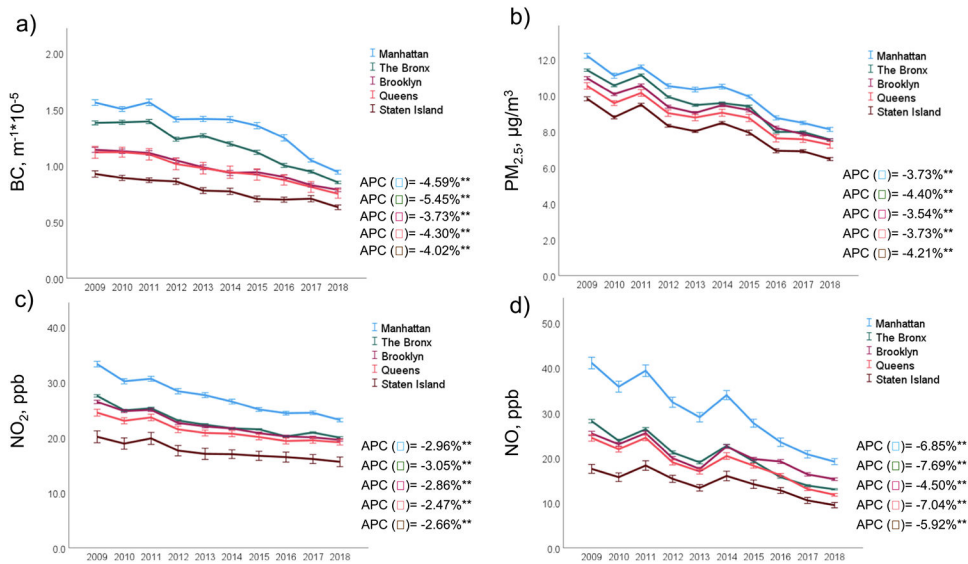 a)
BC, m⁻¹*10⁻⁵
2.00
1.50
1.00
0.50
0.00
2009 2010 2011 2012 2013 2014 2015 2016 2017 2018
Manhattan
The Bronx
Brooklyn
Queens
Staten Island
APC (□)= -4.59%**
APC (□)= -5.45%**
APC (□)= -3.73%**
APC (□)= -4.30%**
APC (□)= -4.02%**
b)
PM₂.₅, µg/m³
12.0
10.0
8.0
6.0
4.0
2.0
.0
2009 2010 2011 2012 2013 2014 2015 2016 2017 2018
Manhattan
The Bronx
Brooklyn
Queens
Staten Island
APC (□)= -3.73%**
APC (□)= -4.40%**
APC (□)= -3.54%**
APC (□)= -3.73%**
APC (□)= -4.21%**
c)
NO₂, ppb
40.0
30.0
20.0
10.0
0.0
2009 2010 2011 2012 2013 2014 2015 2016 2017 2018
Manhattan
The Bronx
Brooklyn
Queens
Staten Island
APC (□)= -2.96%**
APC (□)= -3.05%**
APC (□)= -2.86%**
APC (□)= -2.47%**
APC (□)= -2.66%**
d)
NO, ppb
50.0
40.0
30.0
20.0
10.0
0.0
2009 2010 2011 2012 2013 2014 2015 2016 2017 2018
Manhattan
The Bronx
Brooklyn
Queens
Staten Island
APC (□)= -6.85%**
APC (□)= -7.69%**
APC (□)= -4.50%**
APC (□)= -7.04%**
APC (□)= -5.92%**